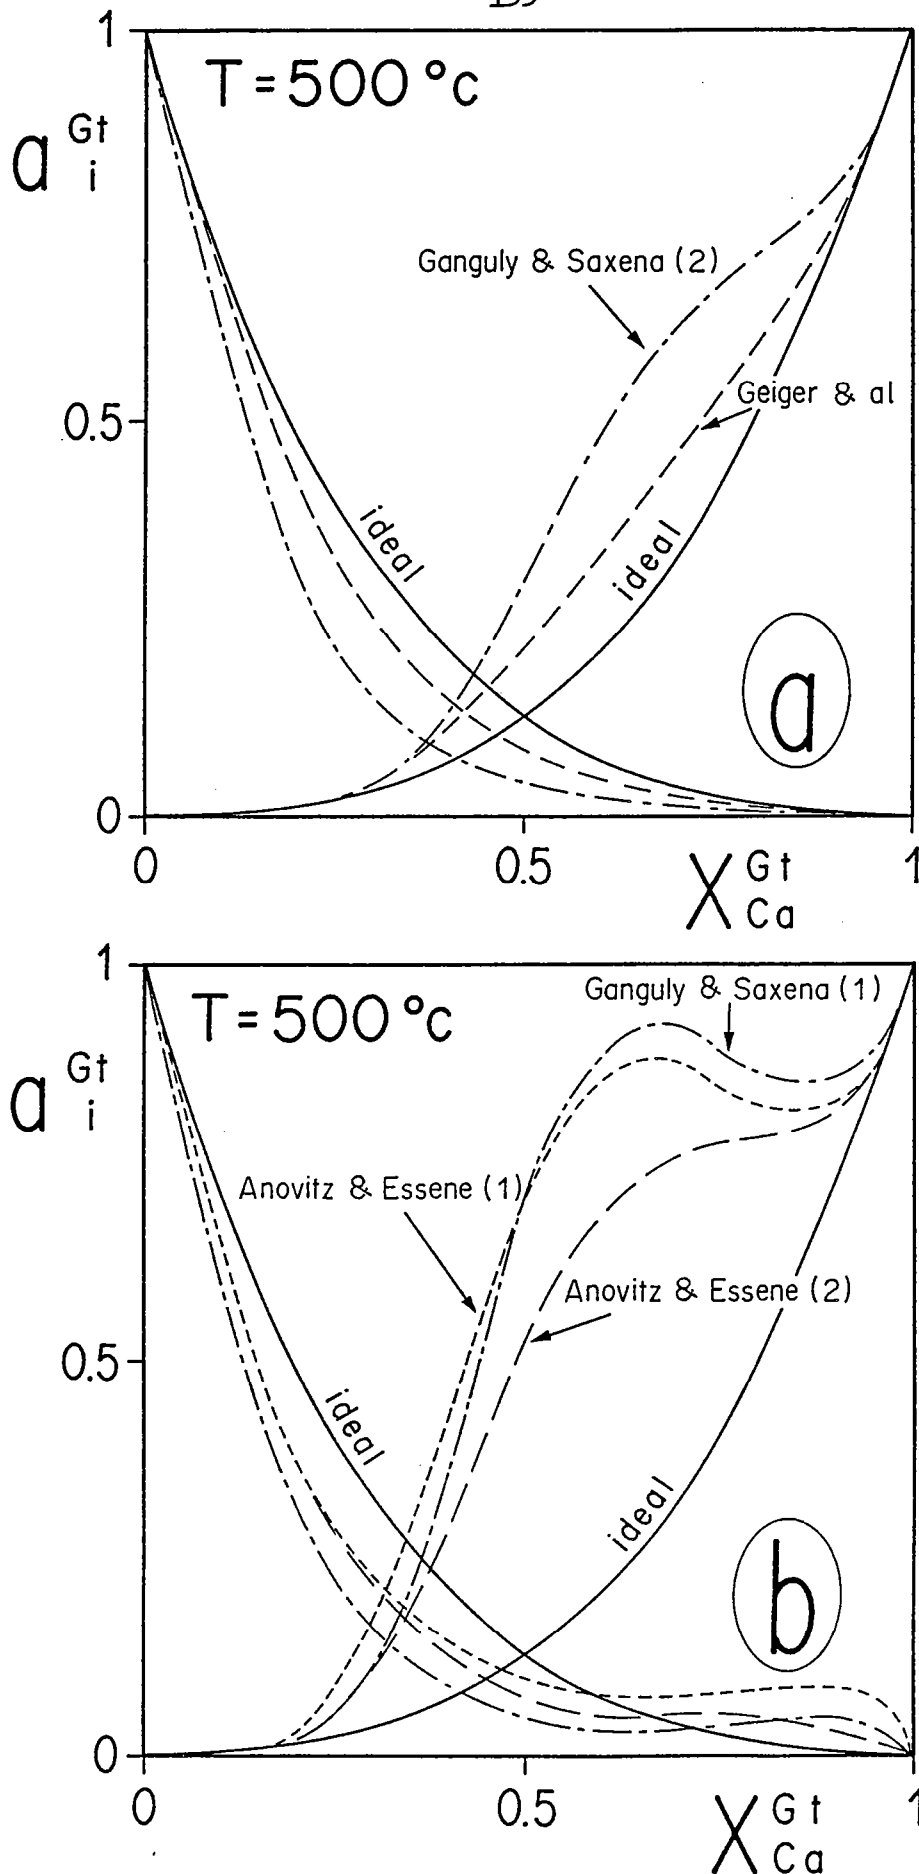 1
T = 500 °c
a Gt i
Ganguly & Saxena (2)
Geiger & al
0.5
ideal
ideal
a
0
0
0.5
1
X Gt Ca
1
T = 500 °c
Ganguly & Saxena (1)
a Gt i
Anovitz & Essene (1)
Anovitz & Essene (2)
0.5
ideal
ideal
b
0
0
0.5
1
X Gt Ca